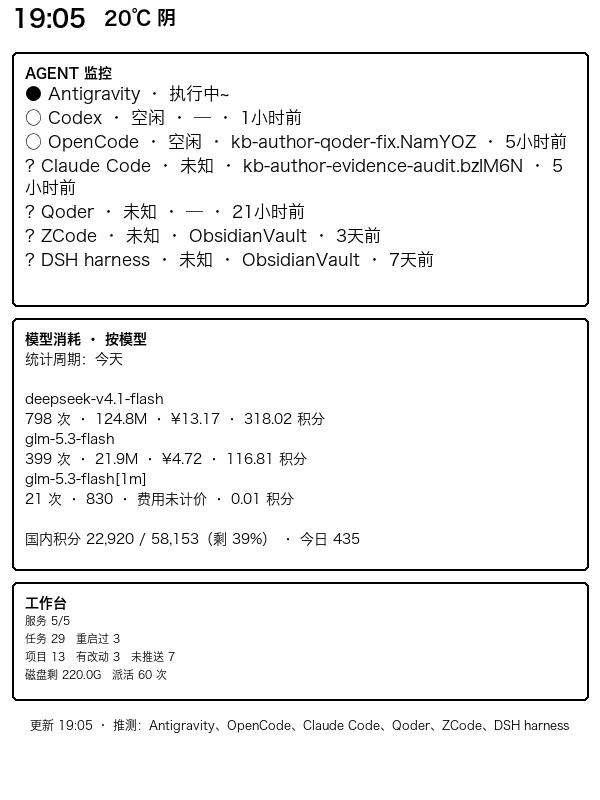 19:05 20°C 阴
AGENT 监控
● Antigravity · 执行中~
○ Codex · 空闲 · — · 1小时前
○ OpenCode · 空闲 · kb-author-qoder-fix.NamYOZ · 5小时前
? Claude Code · 未知 · kb-author-evidence-audit.bzlM6N · 5
小时前
? Qoder · 未知 · — · 21小时前
? ZCode · 未知 · ObsidianVault · 3天前
? DSH harness · 未知 · ObsidianVault · 7天前
模型消耗 · 按模型
统计周期：今天
deepseek-v4.1-flash
798 次 · 124.8M · ¥13.17 · 318.02 积分
glm-5.3-flash
399 次 · 21.9M · ¥4.72 · 116.81 积分
glm-5.3-flash[1m]
21 次 · 830 · 费用未计价 · 0.01 积分
国内积分 22,920 / 58,153（剩 39%） · 今日 435
工作台
服务 5/5
任务 29 重启过 3
项目 13 有改动 3 未推送 7
磁盘剩 220.0G 派活 60 次
更新 19:05 · 推测：Antigravity、OpenCode、Claude Code、Qoder、ZCode、DSH harness